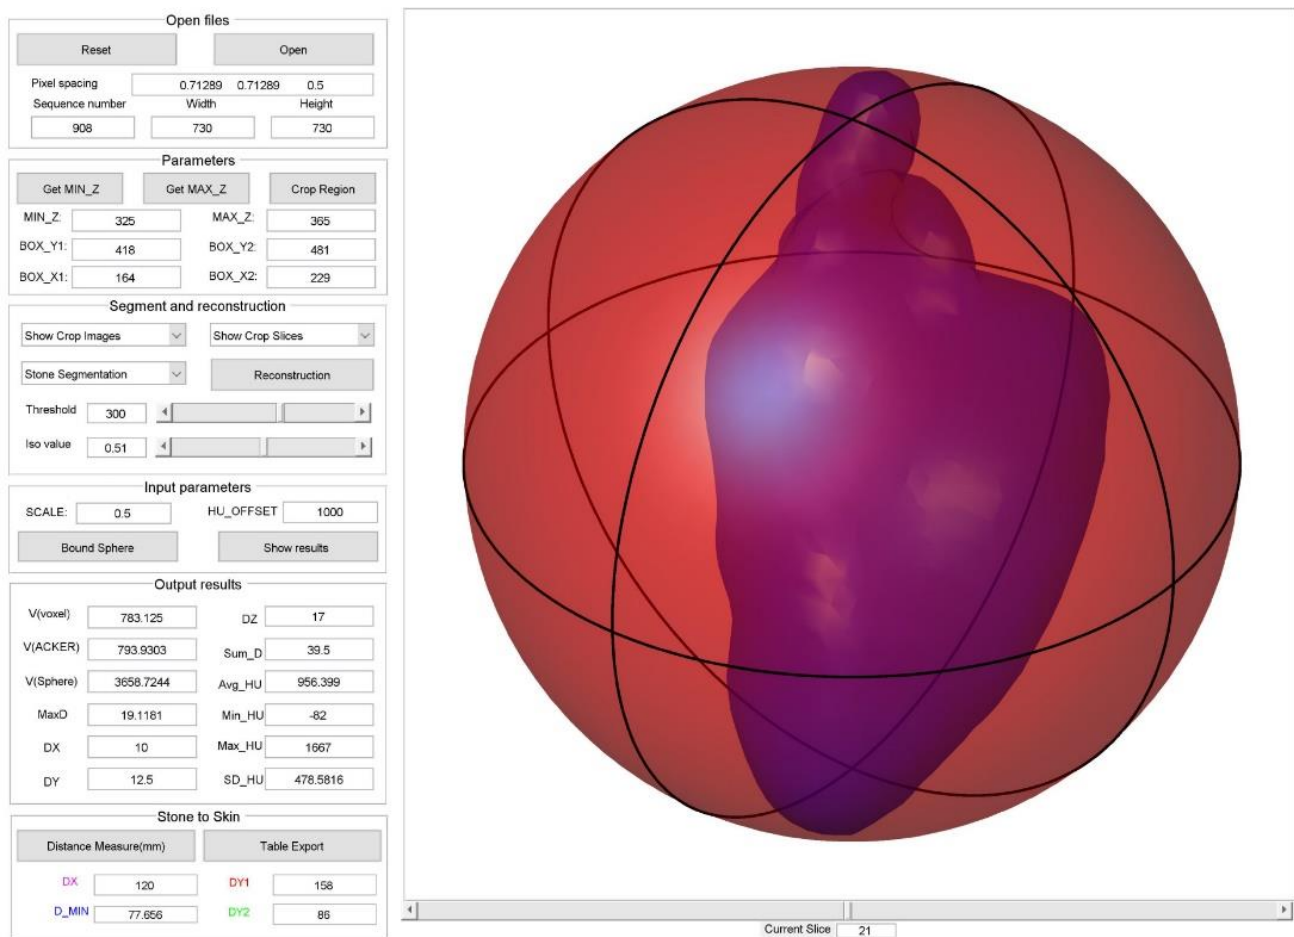 Open files
Reset Open
Pixel spacing 0.71289 0.71289 0.5
Sequence number Width Height
908 730 730
Parameters
Get MIN_Z Get MAX_Z Crop Region
MIN_Z: 325 MAX_Z: 365
BOX_Y1: 418 BOX_Y2: 481
BOX_X1: 164 BOX_X2: 229
Segment and reconstruction
Show Crop Images Show Crop Slices
Stone Segmentation Reconstruction
Threshold 300
Iso value 0.51
Input parameters
SCALE: 0.5 HU_OFFSET 1000
Bound Sphere Show results
Output results
V(voxel) 783.125 DZ 17
V(ACKER) 793.9303 Sum_D 39.5
V(Sphere) 3658.7244 Avg_HU 956.399
MaxD 19.1181 Min_HU -82
DX 10 Max_HU 1667
DY 12.5 SD_HU 478.5816
Stone to Skin
Distance Measure(mm) Table Export
DX 120 DY1 158
D_MIN 77.656 DY2 86
Current Slice 21